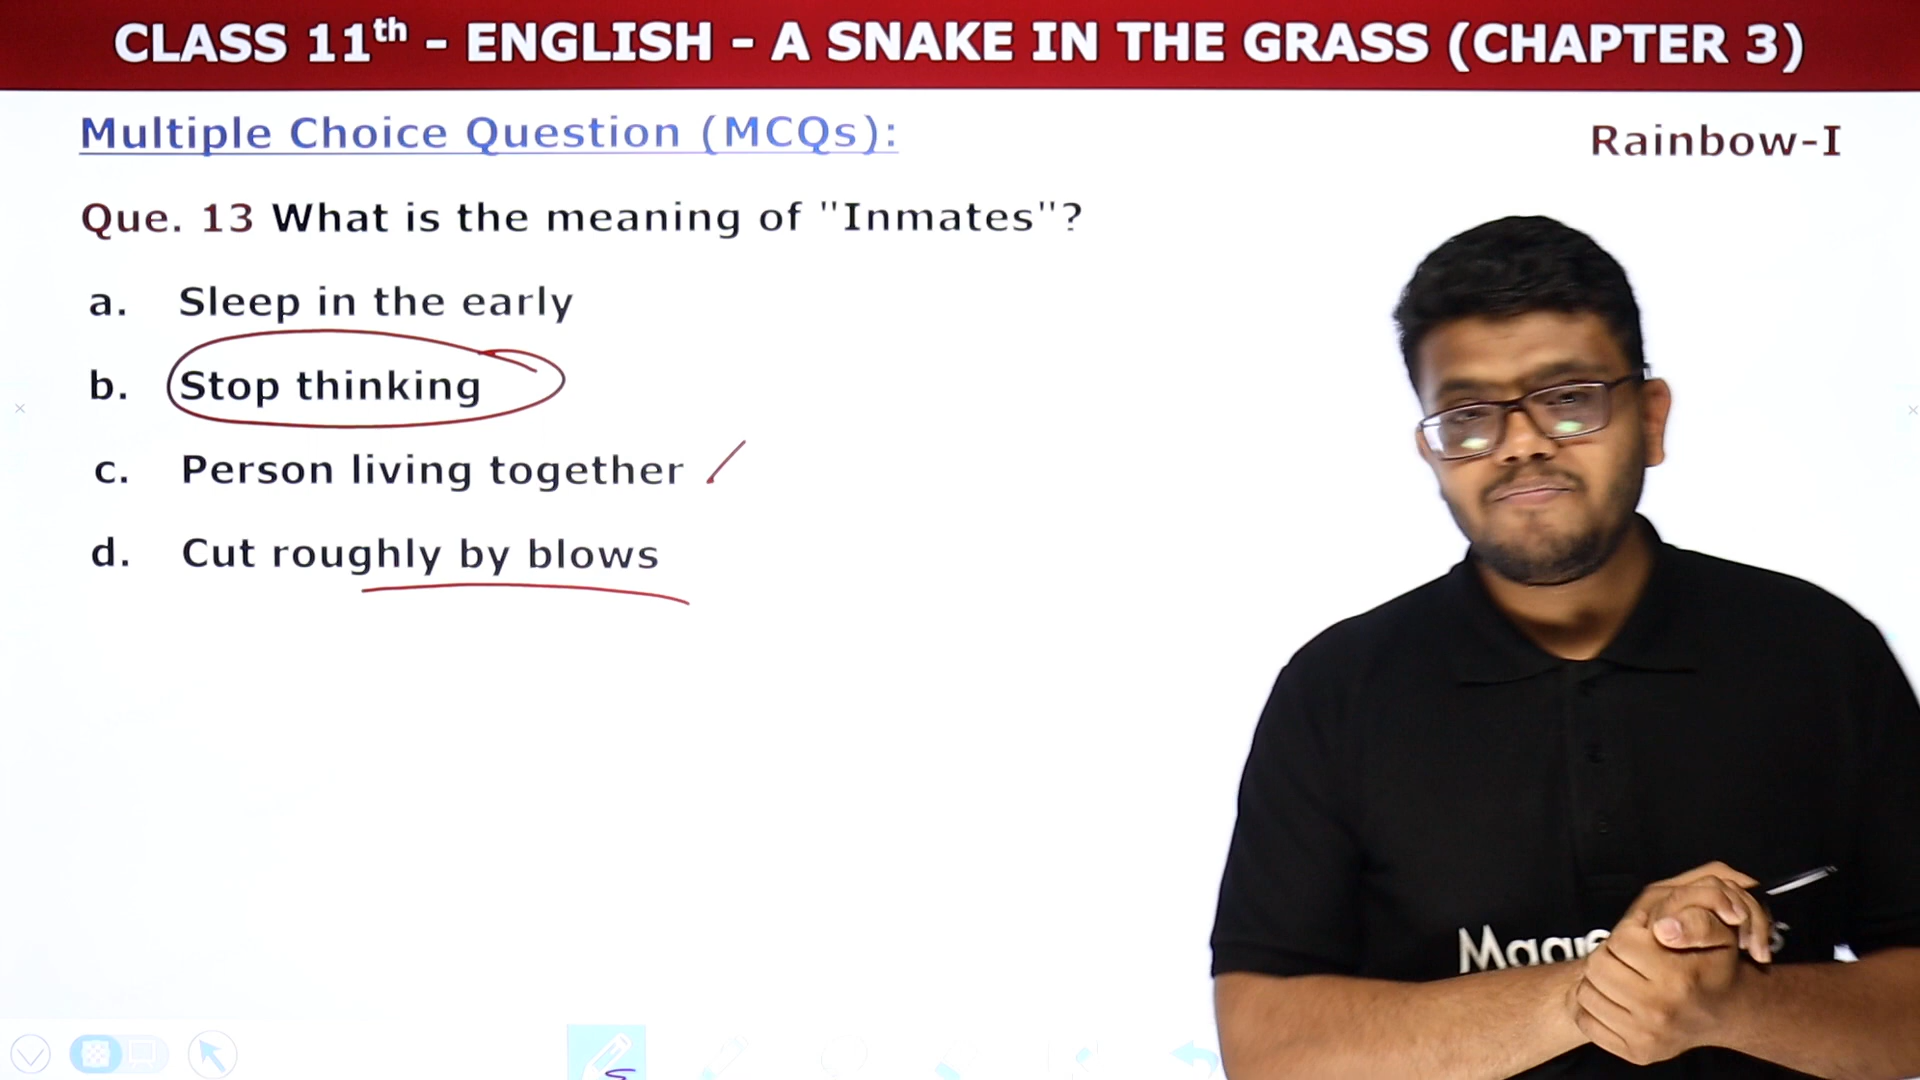 CLASS 11th - ENGLISH - A SNAKE IN THE GRASS (CHAPTER 3)
Multiple Choice Question (MCQs):
Rainbow-I
Que. 13 What is the meaning of "Inmates"?
a. Sleep in the early
b. Stop thinking
c. Person living together
d. Cut roughly by blows